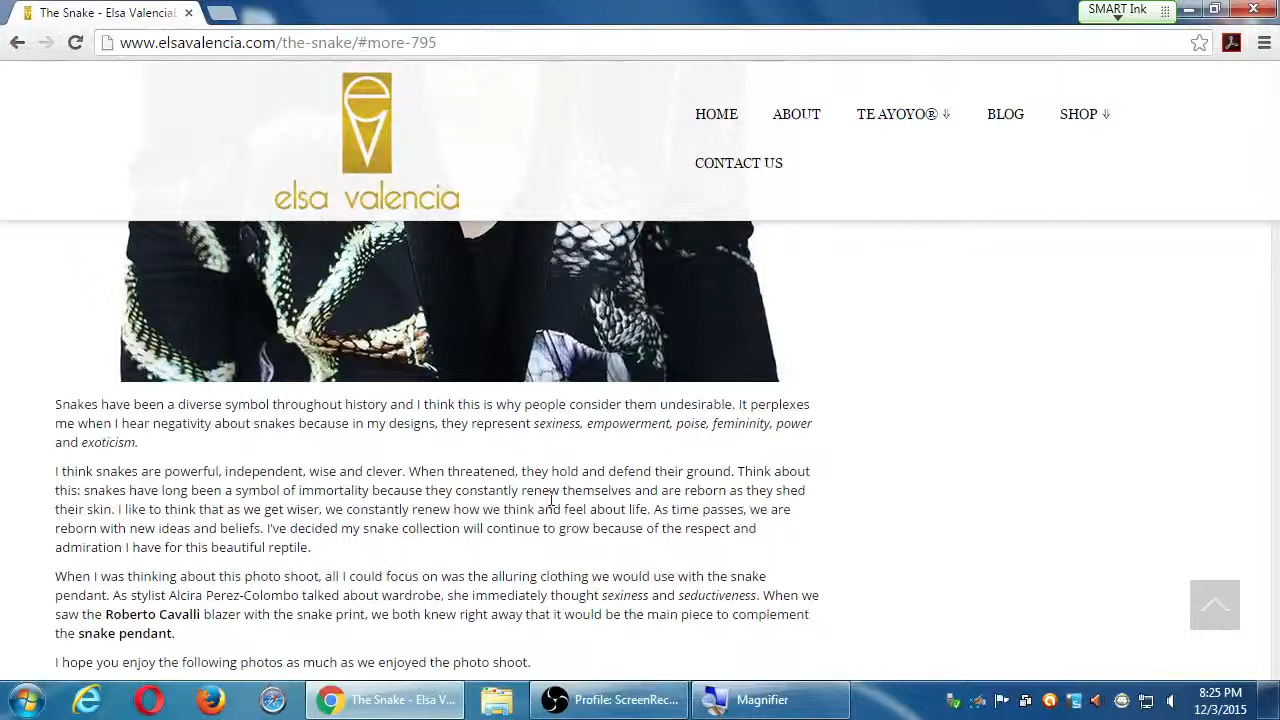 The Snake - Elsa Valencia
SMART Ink
www.elsavalencia.com/the-snake/#more-795
ev
elsa valencia
HOME ABOUT TE AYOYO® ⇓ BLOG SHOP ⇓
CONTACT US
Snakes have been a diverse symbol throughout history and I think this is why people consider them undesirable. It perplexes
me when I hear negativity about snakes because in my designs, they represent sexiness, empowerment, poise, femininity, power
and exoticism.
I think snakes are powerful, independent, wise and clever. When threatened, they hold and defend their ground. Think about
this: snakes have long been a symbol of immortality because they constantly renew themselves and are reborn as they shed
their skin. I like to think that as we get wiser, we constantly renew how we think and feel about life. As time passes, we are
reborn with new ideas and beliefs. I've decided my snake collection will continue to grow because of the respect and
admiration I have for this beautiful reptile.
When I was thinking about this photo shoot, all I could focus on was the alluring clothing we would use with the snake
pendant. As stylist Alcira Perez-Colombo talked about wardrobe, she immediately thought sexiness and seductiveness. When we
saw the Roberto Cavalli blazer with the snake print, we both knew right away that it would be the main piece to complement
the snake pendant.
I hope you enjoy the following photos as much as we enjoyed the photo shoot.
The Snake - Elsa V...
Profile: ScreenRec...
Magnifier
8:25 PM
12/3/2015